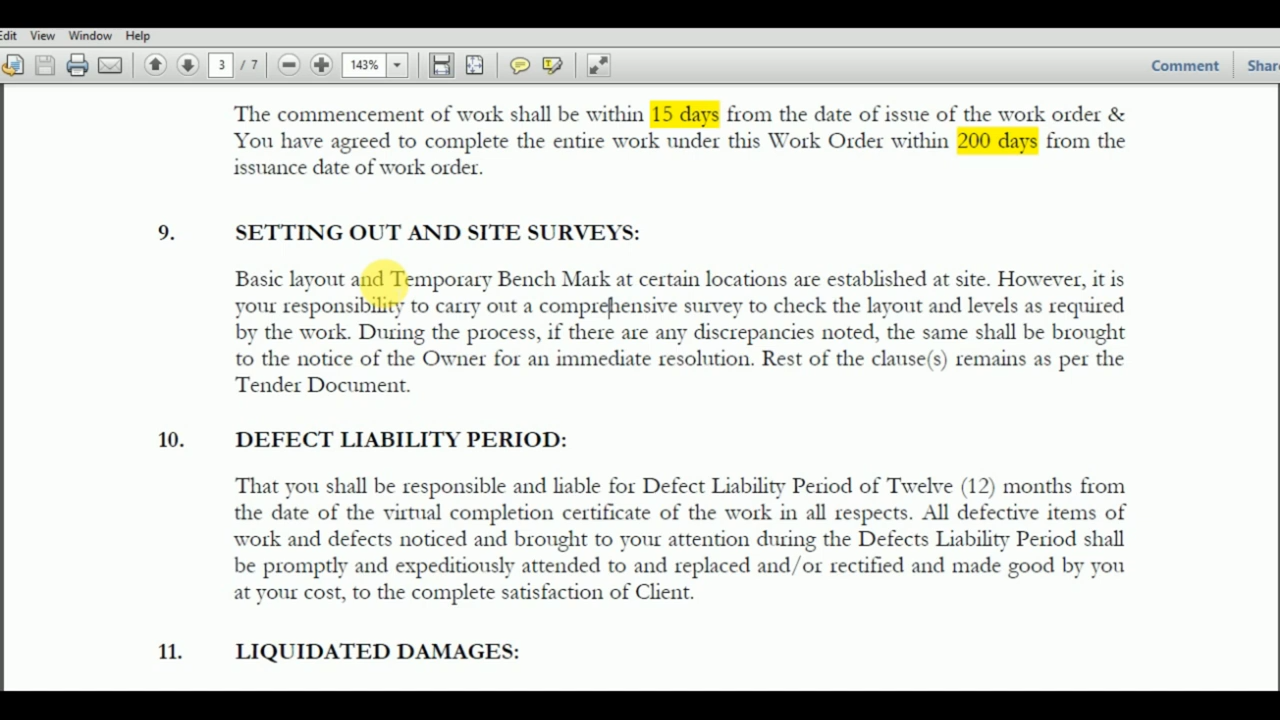 Edit View Window Help
3 / 7 143% Comment Shar
The commencement of work shall be within 15 days from the date of issue of the work order &
You have agreed to complete the entire work under this Work Order within 200 days from the
issuance date of work order.
9. SETTING OUT AND SITE SURVEYS:
Basic layout and Temporary Bench Mark at certain locations are established at site. However, it is
your responsibility to carry out a comprehensive survey to check the layout and levels as required
by the work. During the process, if there are any discrepancies noted, the same shall be brought
to the notice of the Owner for an immediate resolution. Rest of the clause(s) remains as per the
Tender Document.
10. DEFECT LIABILITY PERIOD:
That you shall be responsible and liable for Defect Liability Period of Twelve (12) months from
the date of the virtual completion certificate of the work in all respects. All defective items of
work and defects noticed and brought to your attention during the Defects Liability Period shall
be promptly and expeditiously attended to and replaced and/or rectified and made good by you
at your cost, to the complete satisfaction of Client.
11. LIQUIDATED DAMAGES: